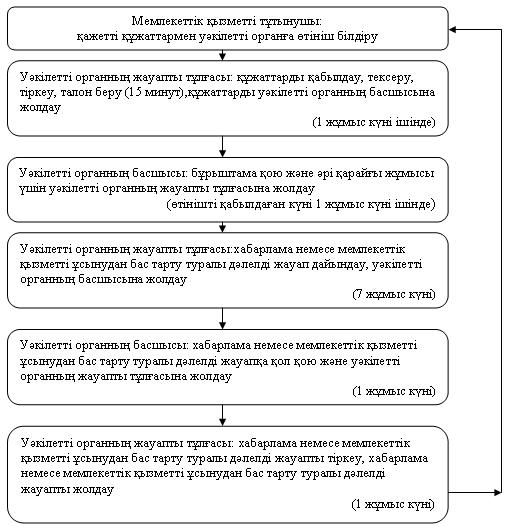 Мемлекеттік қызметті тұтынушы:
қажетті құжаттармен уәкілетті органға өтініш білдіру
Уәкілетті органның жауапты тұлғасы: құжаттарды қабылдау, тексеру,
тіркеу, талон беру (15 минут),құжаттарды уәкілетті органның басшысына
жолдау
(1 жұмыс күні ішінде)
Уәкілетті органның басшысы: бұрыштама қою және әрі қарайғы жұмысы
үшін уәкілетті органның жауапты тұлғасына жолдау
(өтінішті қабылдаған күні 1 жұмыс күні ішінде)
Уәкілетті органның жауапты тұлғасы:хабарлама немесе мемлекеттік
қызметті ұсынудан бас тарту туралы дәлелді жауап дайындау, уәкілетті
органның басшысына жолдау
(7 жұмыс күні)
Уәкілетті органның басшысы: хабарлама немесе мемлекеттік қызметті
ұсынудан бас тарту туралы дәлелді жауапқа қол қою және уәкілетті
органның жауапты тұлғасына жолдау
(1 жұмыс күні)
Уәкілетті органның жауапты тұлғасы: хабарлама немесе мемлекеттік
қызметті ұсынудан бас тарту туралы дәлелді жауапты тіркеу, хабарлама
немесе мемлекеттік қызметті ұсынудан бас тарту туралы дәлелді
жауапты жолдау
(1 жұмыс күні)